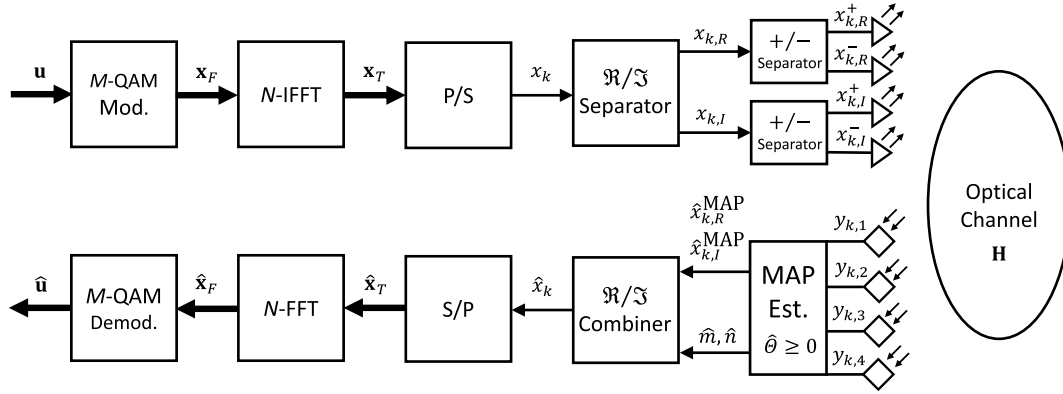 𝐮
M-QAM
Mod.
𝐱_F
N-IFFT
𝐱_T
P/S
x_k
ℜ/ℑ
Separator
x_{k,R}
x_{k,I}
+/−
Separator
+/−
Separator
x_{k,R}^+
x_{k,R}^−
x_{k,I}^+
x_{k,I}^−
Optical
Channel
𝐇
y_{k,1}
y_{k,2}
y_{k,3}
y_{k,4}
MAP
Est.
Θ̂ ≥ 0
x̂_{k,R}^{MAP}
x̂_{k,I}^{MAP}
m̂, n̂
ℜ/ℑ
Combiner
x̂_k
S/P
𝐱̂_T
N-FFT
𝐱̂_F
M-QAM
Demod.
𝐮̂